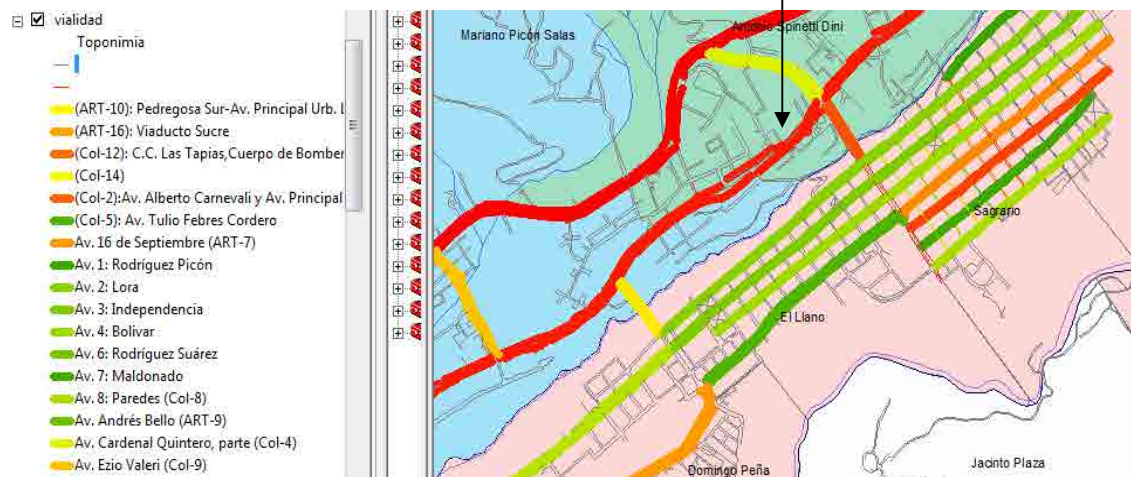 vialidad
Toponimia
(ART-10): Pedregosa Sur-Av. Principal Urb. L
(ART-16): Viaducto Sucre
(Col-12): C.C. Las Tapias,Cuerpo de Bomber
(Col-14)
(Col-2):Av. Alberto Carnevali y Av. Principal
(Col-5): Av. Tulio Febres Cordero
Av. 16 de Septiembre (ART-7)
Av. 1: Rodríguez Picón
Av. 2: Lora
Av. 3: Independencia
Av. 4: Bolivar
Av. 6: Rodríguez Suárez
Av. 7: Maldonado
Av. 8: Paredes (Col-8)
Av. Andrés Bello (ART-9)
Av. Cardenal Quintero, parte (Col-4)
Av. Ezio Valeri (Col-9)
Mariano Picón Salas
Antonio Spinetti Dini
Sagrario
El Llano
Domingo Peña
Jacinto Plaza